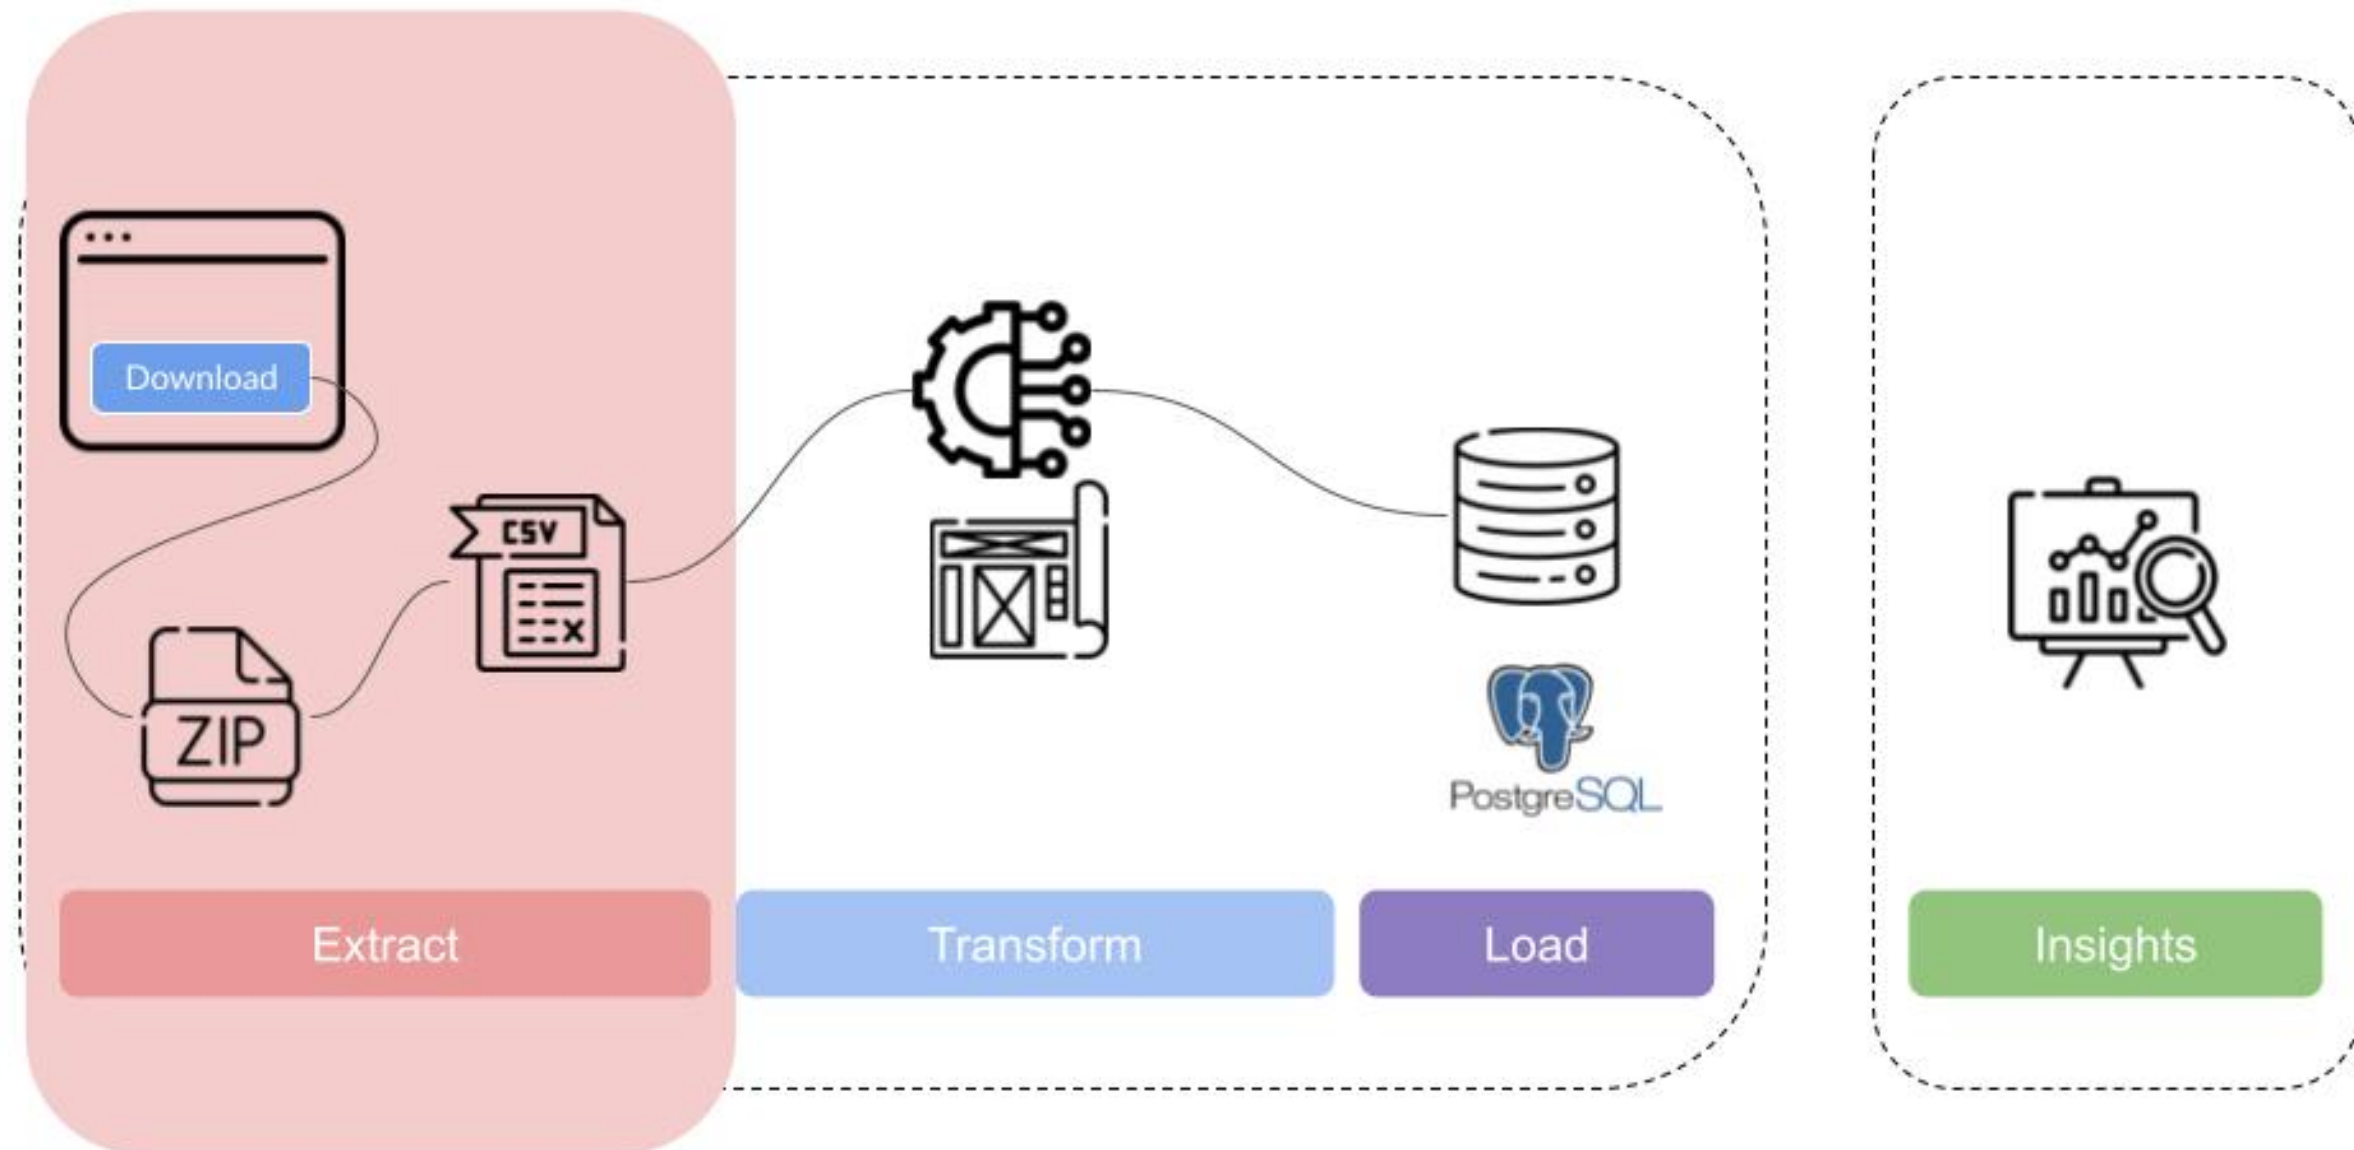 Download
CSV
ZIP
PostgreSQL
Extract
Transform
Load
Insights